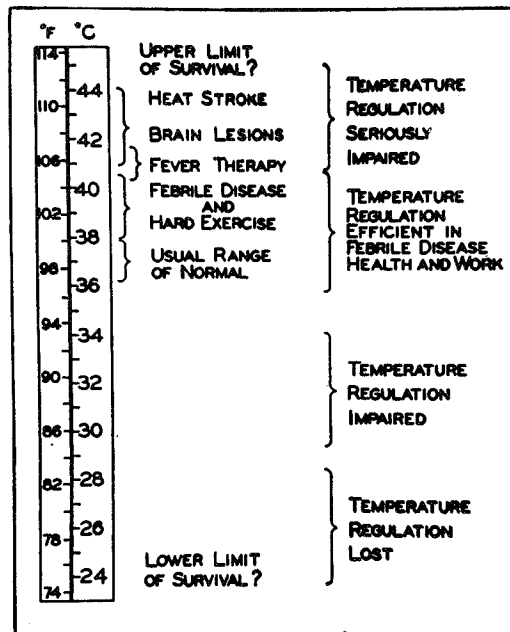 °F °C
114
UPPER LIMIT
OF SURVIVAL?
44
110
HEAT STROKE
42
BRAIN LESIONS
TEMPERATURE
REGULATION
SERIOUSLY
IMPAIRED
106
FEVER THERAPY
40
FEBRILE DISEASE
AND
HARD EXERCISE
102
38
TEMPERATURE
REGULATION
EFFICIENT IN
FEBRILE DISEASE
HEALTH AND WORK
USUAL RANGE
OF NORMAL
98
36
94
34
90
32
TEMPERATURE
REGULATION
IMPAIRED
86
30
28
82
26
78
TEMPERATURE
REGULATION
LOST
LOWER LIMIT
OF SURVIVAL?
24
74